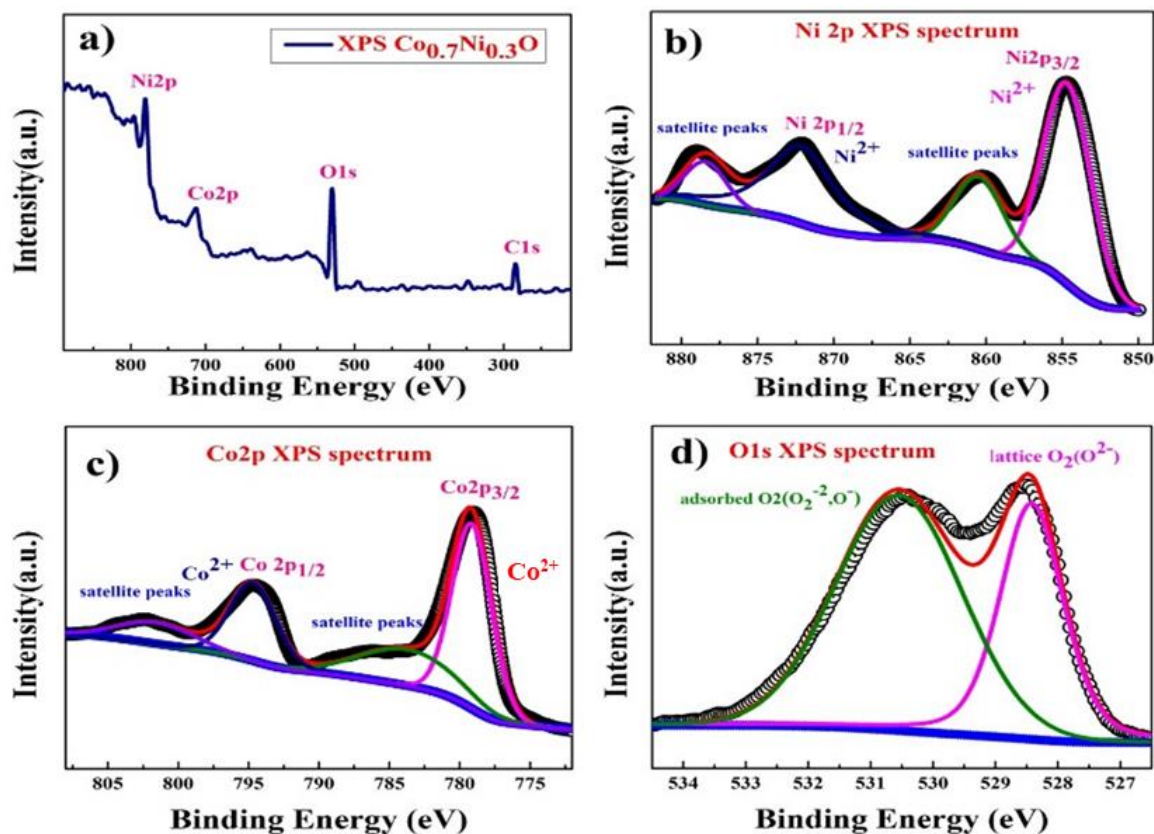 a)
XPS Co0.7Ni0.3O
Ni2p
Co2p
O1s
C1s
Intensity(a.u.)
800 700 600 500 400 300
Binding Energy (eV)
b)
Ni 2p XPS spectrum
Ni2p3/2
Ni2+
satellite peaks
Ni 2p1/2
Ni2+
satellite peaks
Intensity(a.u.)
880 875 870 865 860 855 850
Binding Energy (eV)
c)
Co2p XPS spectrum
Co2p3/2
Co2+
Co 2p1/2
Co2+
satellite peaks
satellite peaks
Intensity(a.u.)
805 800 795 790 785 780 775
Binding Energy (eV)
d)
O1s XPS spectrum
lattice O2(O2-)
adsorbed O2(O2-2,O-)
Intensity(a.u.)
534 533 532 531 530 529 528 527
Binding Energy (eV)